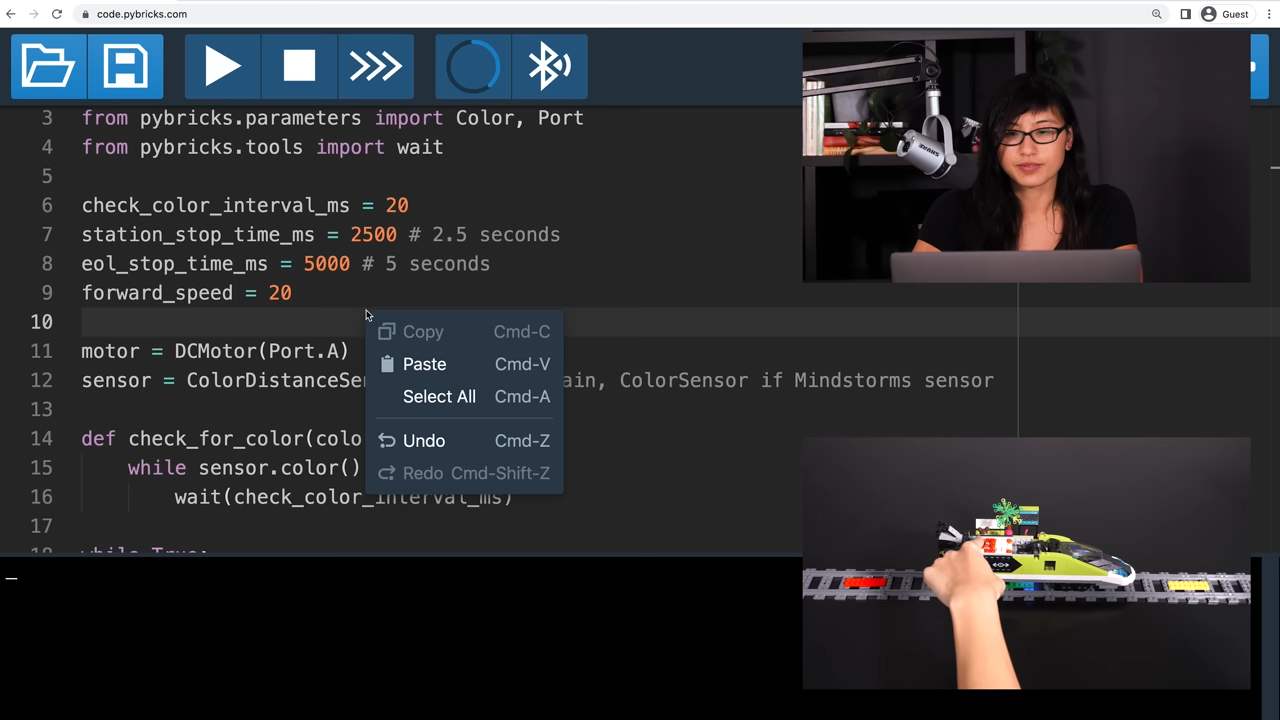 code.pybricks.com
Guest
3 from pybricks.parameters import Color, Port
4 from pybricks.tools import wait
5
6 check_color_interval_ms = 20
7 station_stop_time_ms = 2500 # 2.5 seconds
8 eol_stop_time_ms = 5000 # 5 seconds
9 forward_speed = 20
10
11 motor = DCMotor(Port.A)
12 sensor = ColorDistanceSe ain, ColorSensor if Mindstorms sensor
13
14 def check_for_color(colo
15 while sensor.color()
16 wait(check_color_interval_ms)
17
18 while True:
Copy Cmd-C
Paste Cmd-V
Select All Cmd-A
Undo Cmd-Z
Redo Cmd-Shift-Z
SHURE